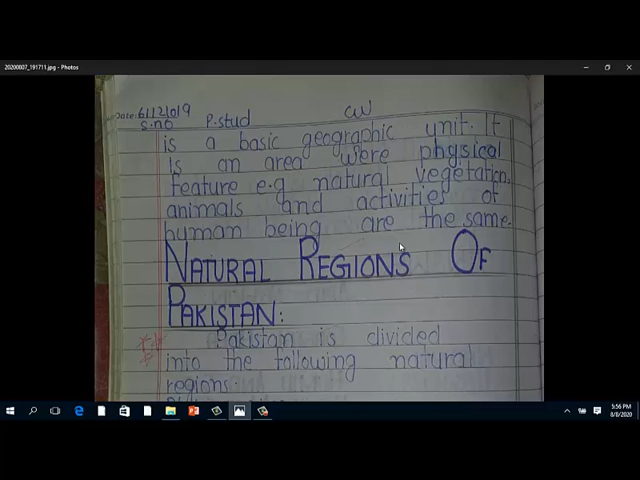 20200807_191711.jpg - Photos
Date: 6/12/2019
S.no P.stud CW
is a basic geographic unit. It
is an area were physical
feature e.g natural vegetation,
animals and activities of
human being are the same.
NATURAL REGIONS OF
PAKISTAN:
Pakistan is divided
into the following natural
regions.
5:56 PM
8/8/2020